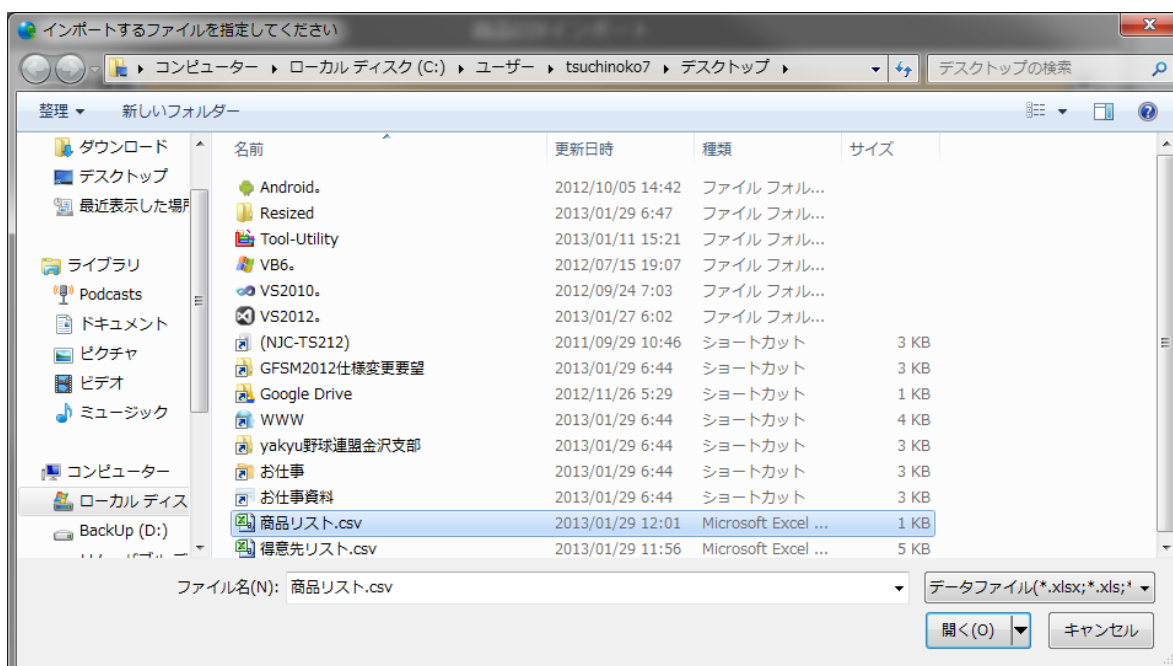 インポートするファイルを指定してください
コンピューター ローカル ディスク (C:) ユーザー tsuchinoko7 デスクトップ
デスクトップの検索
整理 新しいフォルダー
ダウンロード
デスクトップ
最近表示した場所
ライブラリ
Podcasts
ドキュメント
ピクチャ
ビデオ
ミュージック
コンピューター
ローカル ディス
BackUp (D:)
名前 更新日時 種類 サイズ
Android。 2012/10/05 14:42 ファイル フォル...
Resized 2013/01/29 6:47 ファイル フォル...
Tool-Utility 2013/01/11 15:21 ファイル フォル...
VB6。 2012/07/15 19:07 ファイル フォル...
VS2010。 2012/09/24 7:03 ファイル フォル...
VS2012。 2013/01/27 6:02 ファイル フォル...
(NJC-TS212) 2011/09/29 10:46 ショートカット 3 KB
GFSM2012仕様変更要望 2013/01/29 6:44 ショートカット 3 KB
Google Drive 2012/11/26 5:29 ショートカット 1 KB
WWW 2013/01/29 6:44 ショートカット 4 KB
yakyu野球連盟金沢支部 2013/01/29 6:44 ショートカット 3 KB
お仕事 2013/01/29 6:44 ショートカット 3 KB
お仕事資料 2013/01/29 6:44 ショートカット 3 KB
商品リスト.csv 2013/01/29 12:01 Microsoft Excel ... 1 KB
得意先リスト.csv 2013/01/29 11:56 Microsoft Excel ... 5 KB
ファイル名(N): 商品リスト.csv
データファイル(*.xlsx;*.xls;*
開く(O) キャンセル